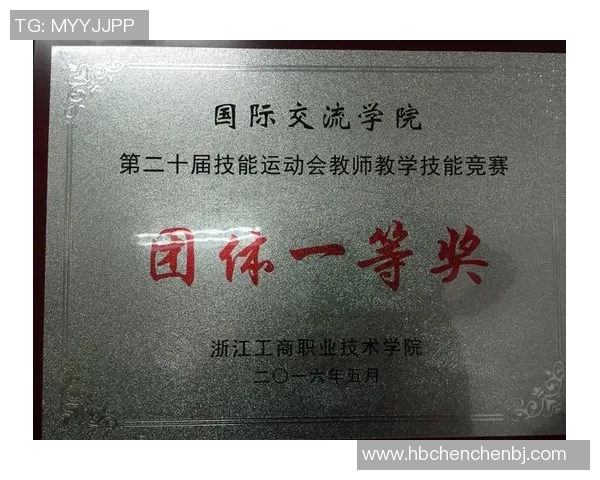 TG: MYYJJPP
国际交流学院
第二十届技能运动会教师教学技能竞赛
团体一等奖
浙江工商职业技术学院
二〇一六年五月
www.hbchenchenbj.com